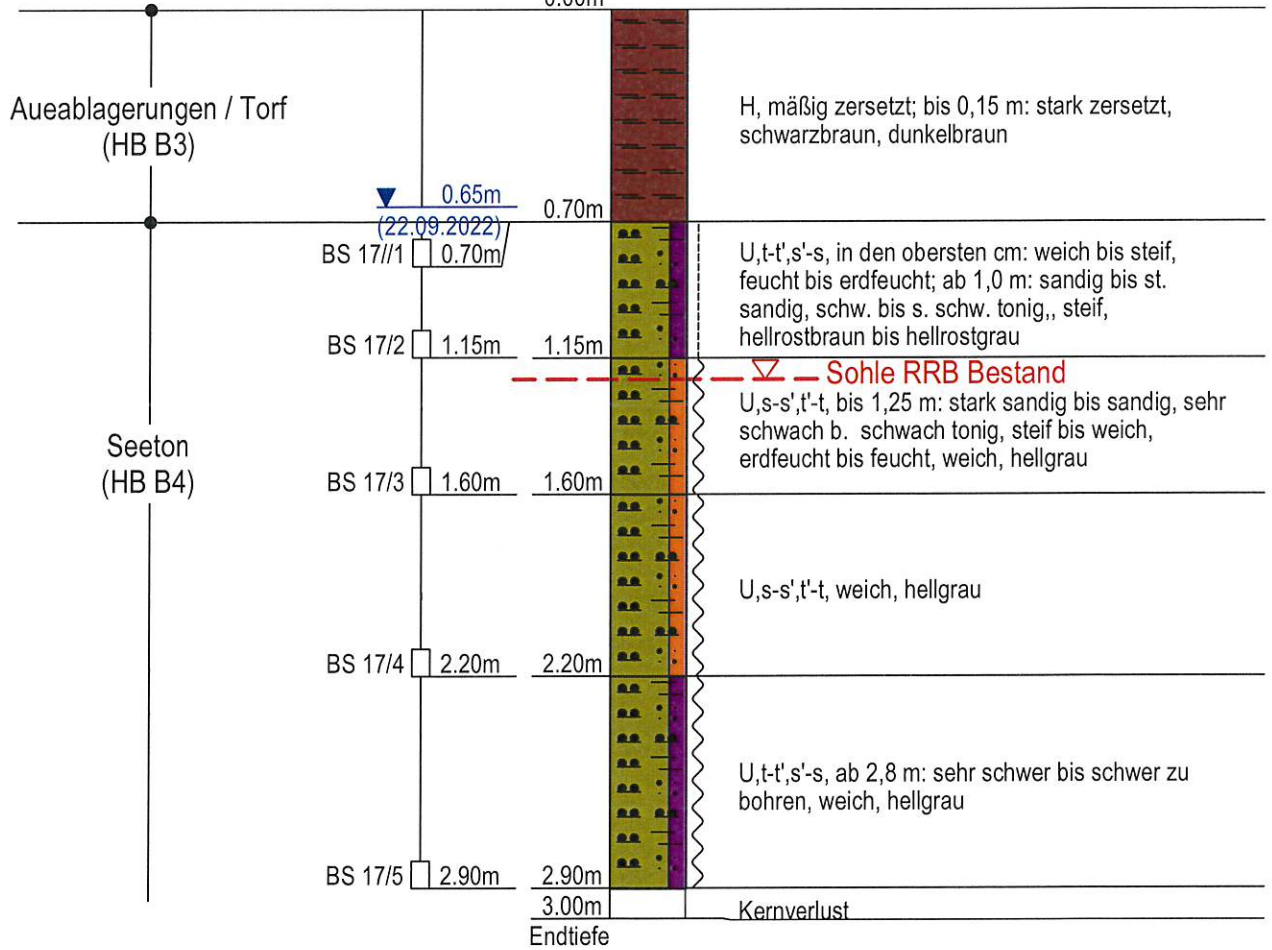 0.00m
Aueablagerungen / Torf
(HB B3)
H, mäßig zersetzt; bis 0,15 m: stark zersetzt,
schwarzbraun, dunkelbraun
0.65m
(22.09.2022)
0.70m
BS 17//1 0.70m
U,t-t',s'-s, in den obersten cm: weich bis steif,
feucht bis erdfeucht; ab 1,0 m: sandig bis st.
sandig, schw. bis s. schw. tonig,, steif,
hellrostbraun bis hellrostgrau
BS 17/2 1.15m 1.15m
Sohle RRB Bestand
U,s-s',t'-t, bis 1,25 m: stark sandig bis sandig, sehr
schwach b. schwach tonig, steif bis weich,
erdfeucht bis feucht, weich, hellgrau
Seeton
(HB B4)
BS 17/3 1.60m 1.60m
U,s-s',t'-t, weich, hellgrau
BS 17/4 2.20m 2.20m
U,t-t',s'-s, ab 2,8 m: sehr schwer bis schwer zu
bohren, weich, hellgrau
BS 17/5 2.90m 2.90m
3.00m Kernverlust
Endtiefe